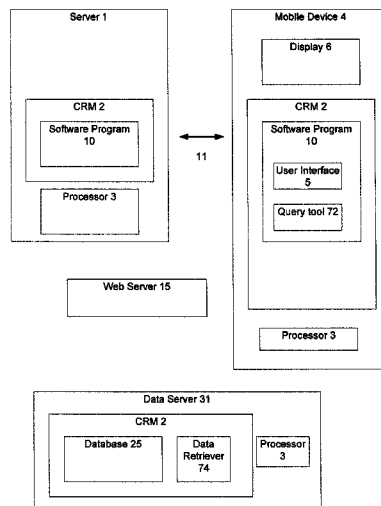 Server 1
CRM 2
Software Program
10
Processor 3
11
Mobile Device 4
Display 6
CRM 2
Software Program
10
User Interface
5
Query tool 72
Processor 3
Web Server 15
Data Server 31
CRM 2
Database 25
Data
Retriever
74
Processor
3